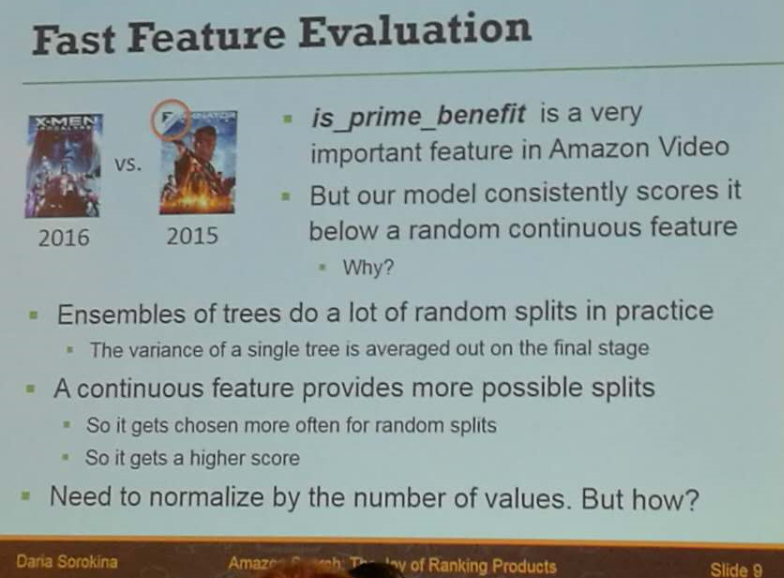 Fast Feature Evaluation
X-MEN
vs.
2016
2015
is_prime_benefit is a very
important feature in Amazon Video
But our model consistently scores it
below a random continuous feature
Why?
Ensembles of trees do a lot of random splits in practice
The variance of a single tree is averaged out on the final stage
A continuous feature provides more possible splits
So it gets chosen more often for random splits
So it gets a higher score
Need to normalize by the number of values. But how?
Daria Sorokina
of Ranking Products
Slide 9